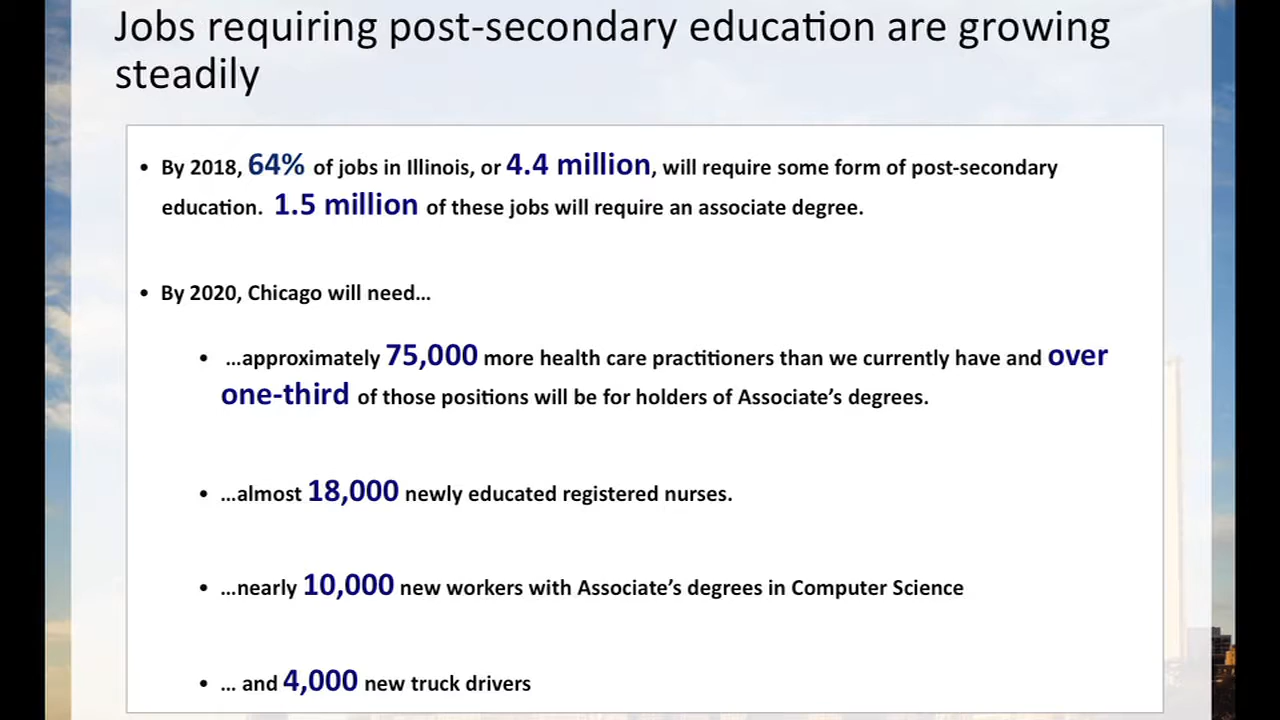 Jobs requiring post-secondary education are growing
steadily
• By 2018, 64% of jobs in Illinois, or 4.4 million, will require some form of post-secondary
education. 1.5 million of these jobs will require an associate degree.
• By 2020, Chicago will need...
• ...approximately 75,000 more health care practitioners than we currently have and over
one-third of those positions will be for holders of Associate’s degrees.
• ...almost 18,000 newly educated registered nurses.
• ...nearly 10,000 new workers with Associate’s degrees in Computer Science
• ... and 4,000 new truck drivers